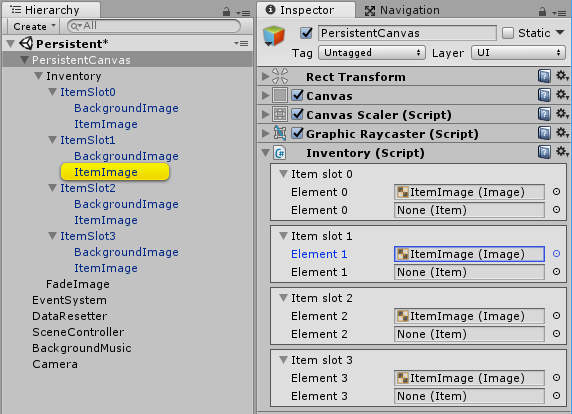 Hierarchy
Create
All
Persistent*
PersistentCanvas
Inventory
ItemSlot0
BackgroundImage
ItemImage
ItemSlot1
BackgroundImage
ItemImage
ItemSlot2
BackgroundImage
ItemImage
ItemSlot3
BackgroundImage
ItemImage
FadeImage
EventSystem
DataResetter
SceneController
BackgroundMusic
Camera
Inspector Navigation
PersistentCanvas Static
Tag Untagged Layer UI
Rect Transform
Canvas
Canvas Scaler (Script)
Graphic Raycaster (Script)
Inventory (Script)
Item slot 0
Element 0 ItemImage (Image)
Element 0 None (Item)
Item slot 1
Element 1 ItemImage (Image)
Element 1 None (Item)
Item slot 2
Element 2 ItemImage (Image)
Element 2 None (Item)
Item slot 3
Element 3 ItemImage (Image)
Element 3 None (Item)